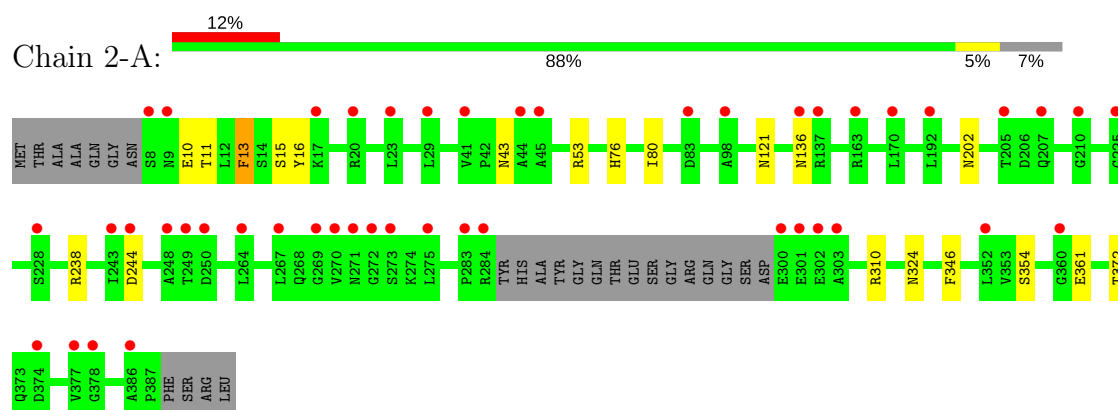 12%
Chain 2-A:
88% 5% 7%
MET THR ALA ALA GLN GLY ASN S8 N9 E10 T11 L12 F13 S14 S15 Y16 K17 R20 L23 L29 V41 P42 N43 A44 A45 R53 H76 I80 D83 A98 N121 N136 R137 R163 L170 L192 N202 T205 D206 Q207 G210
S228 R238 I243 D244 A248 T249 D250 L264 L267 Q268 G269 V270 N271 G272 S273 K274 L275 P283 R284 TYR HIS ALA TYR GLY GLN THR GLU SER GLY ARG GLN GLY SER ASP E300 E301 E302 A303 R310 N324 F346 L352 V353 S354 G360 E361
Q373 D374 V377 G378 A386 P387 PHE SER ARG LEU